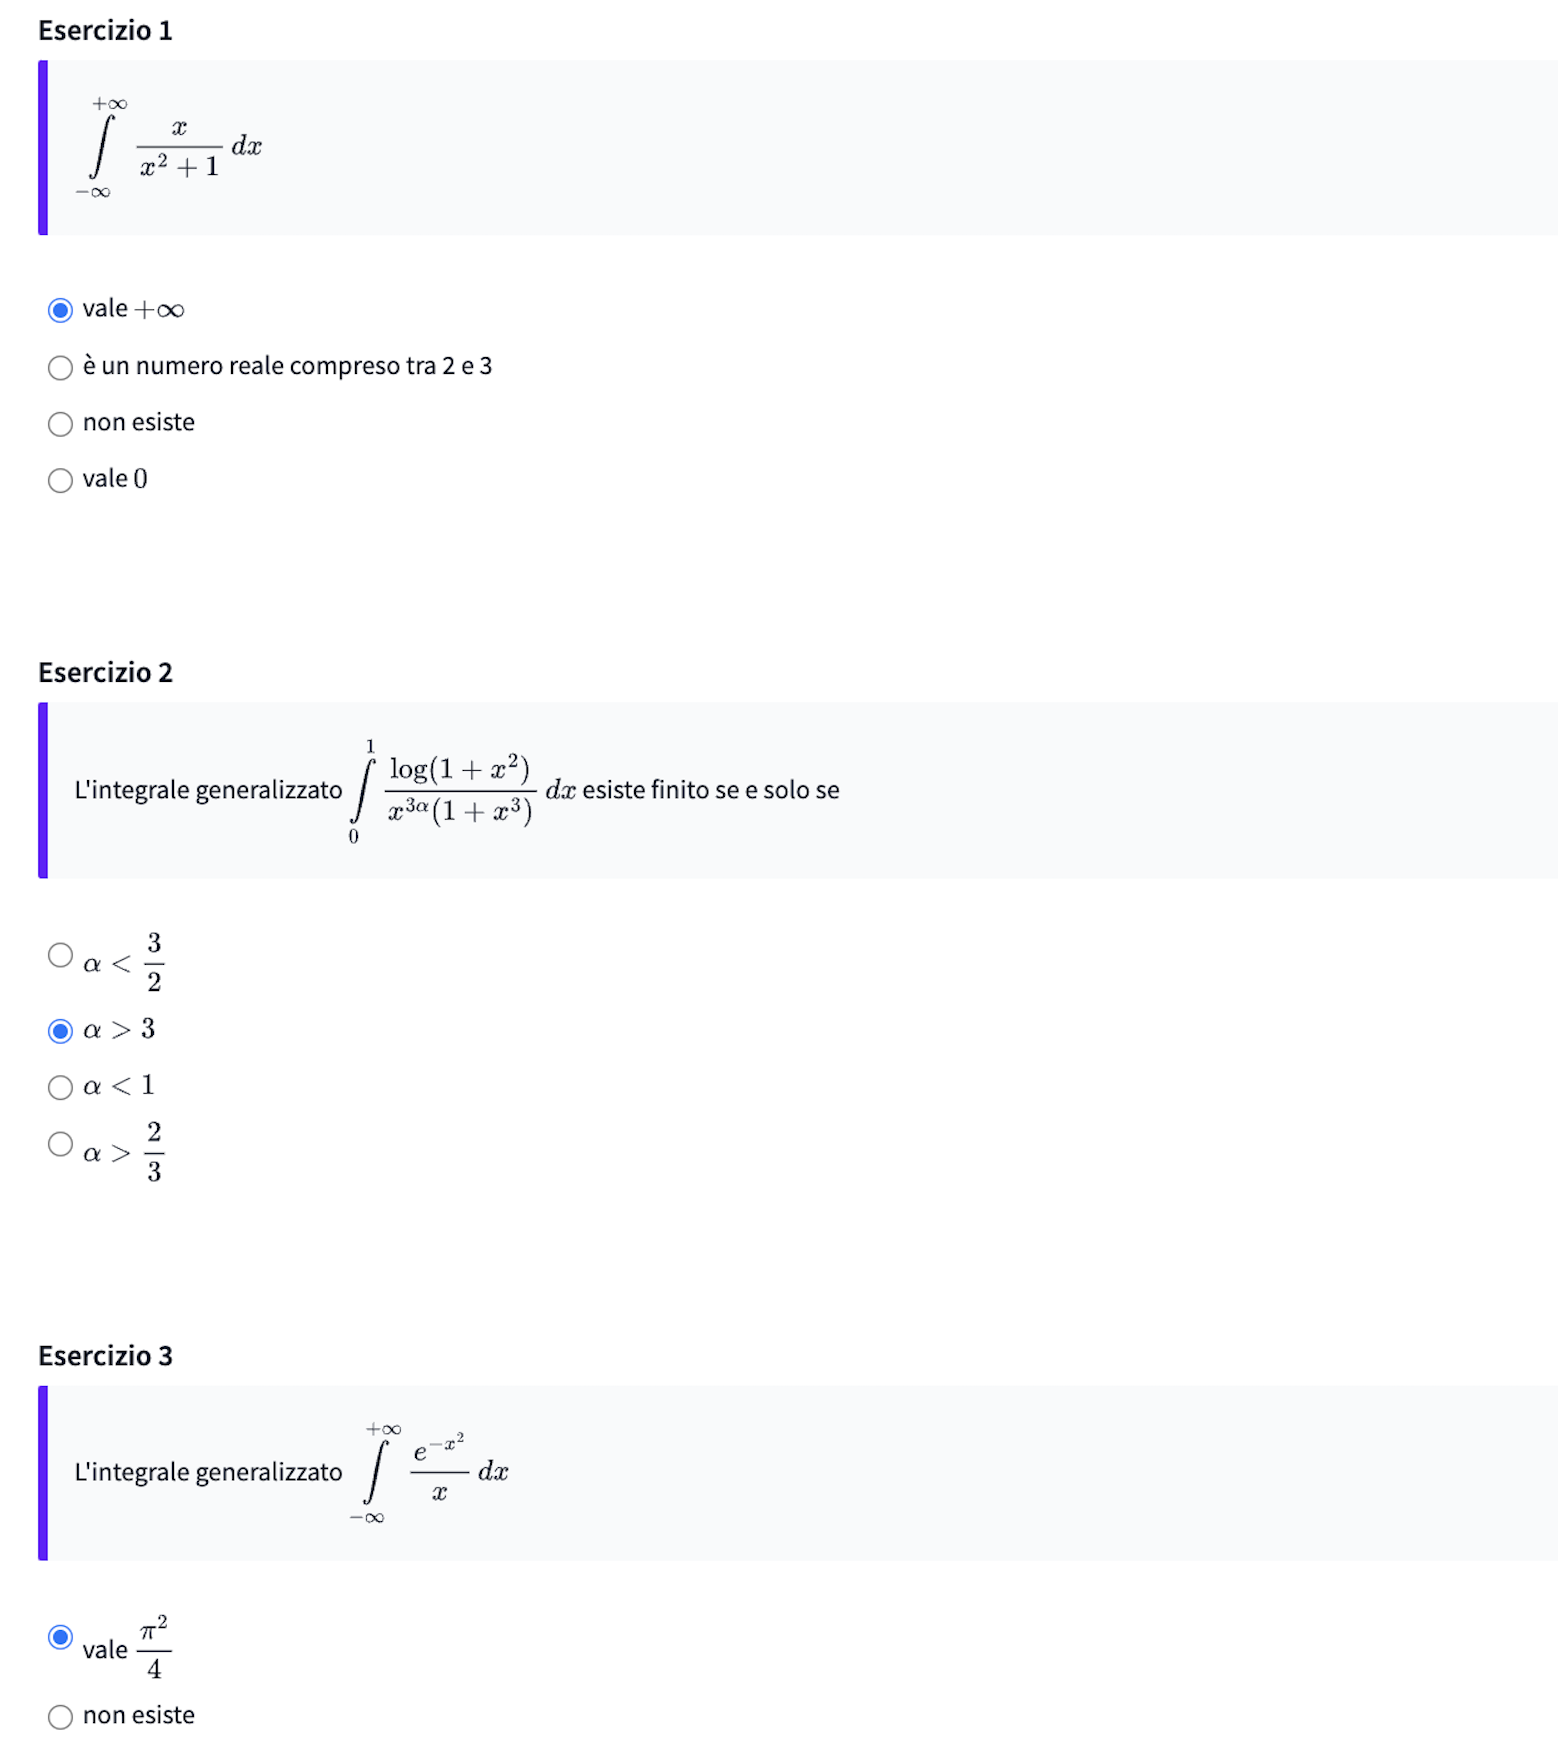 Esercizio 1
$\int_{-\infty}^{+\infty} \frac{x}{x^2+1} \, dx$
vale $+\infty$
è un numero reale compreso tra 2 e 3
non esiste
vale 0
Esercizio 2
L'integrale generalizzato $\int_0^1 \frac{\log(1+x^2)}{x^{3\alpha}(1+x^3)} \, dx$ esiste finito se e solo se
$\alpha < \frac{3}{2}$
$\alpha > 3$
$\alpha < 1$
$\alpha > \frac{2}{3}$
Esercizio 3
L'integrale generalizzato $\int_{-\infty}^{+\infty} \frac{e^{-x^2}}{x} \, dx$
vale $\frac{\pi^2}{4}$
non esiste